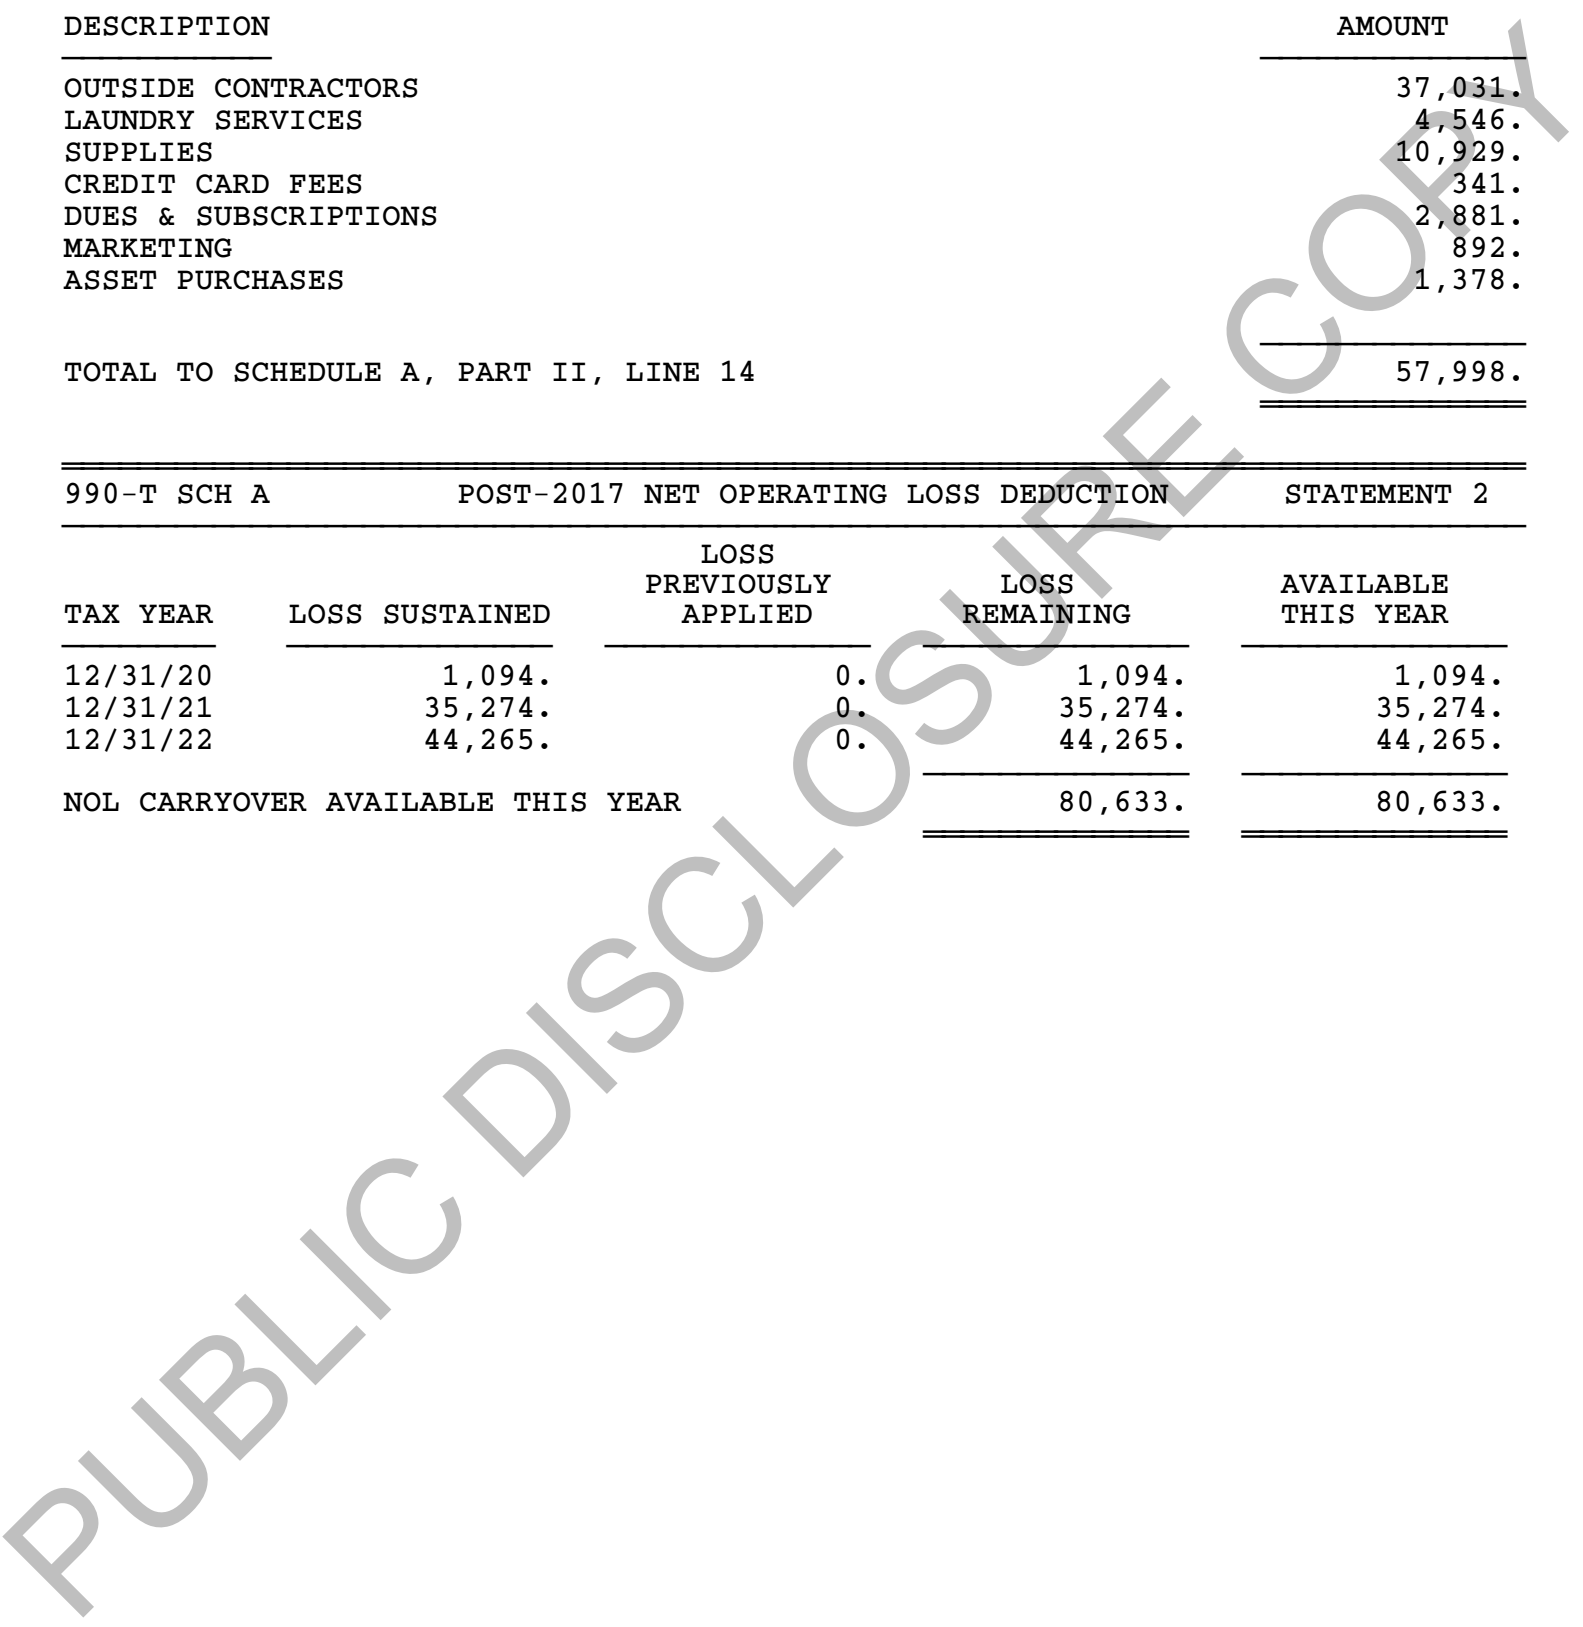 DESCRIPTION AMOUNT
OUTSIDE CONTRACTORS 37,031.
LAUNDRY SERVICES 4,546.
SUPPLIES 10,929.
CREDIT CARD FEES 341.
DUES & SUBSCRIPTIONS 2,881.
MARKETING 892.
ASSET PURCHASES 1,378.
TOTAL TO SCHEDULE A, PART II, LINE 14 57,998.
990-T SCH A POST-2017 NET OPERATING LOSS DEDUCTION STATEMENT 2
LOSS
PREVIOUSLY LOSS AVAILABLE
TAX YEAR LOSS SUSTAINED APPLIED REMAINING THIS YEAR
12/31/20 1,094. 0. 1,094. 1,094.
12/31/21 35,274. 0. 35,274. 35,274.
12/31/22 44,265. 0. 44,265. 44,265.
NOL CARRYOVER AVAILABLE THIS YEAR 80,633. 80,633.
PUBLIC DISCLOSURE COPY